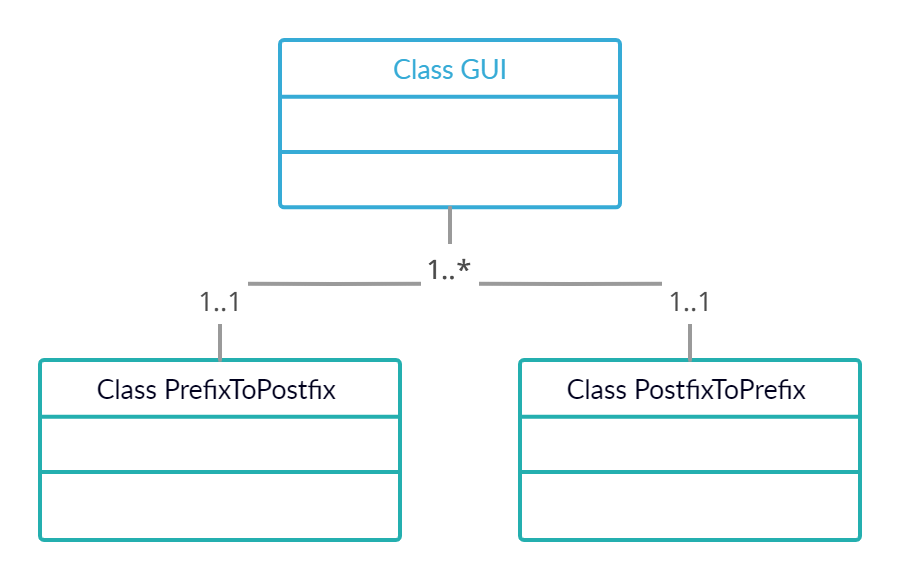 Class GUI
1..*
1..1
1..1
Class PrefixToPostfix
Class PostfixToPrefix